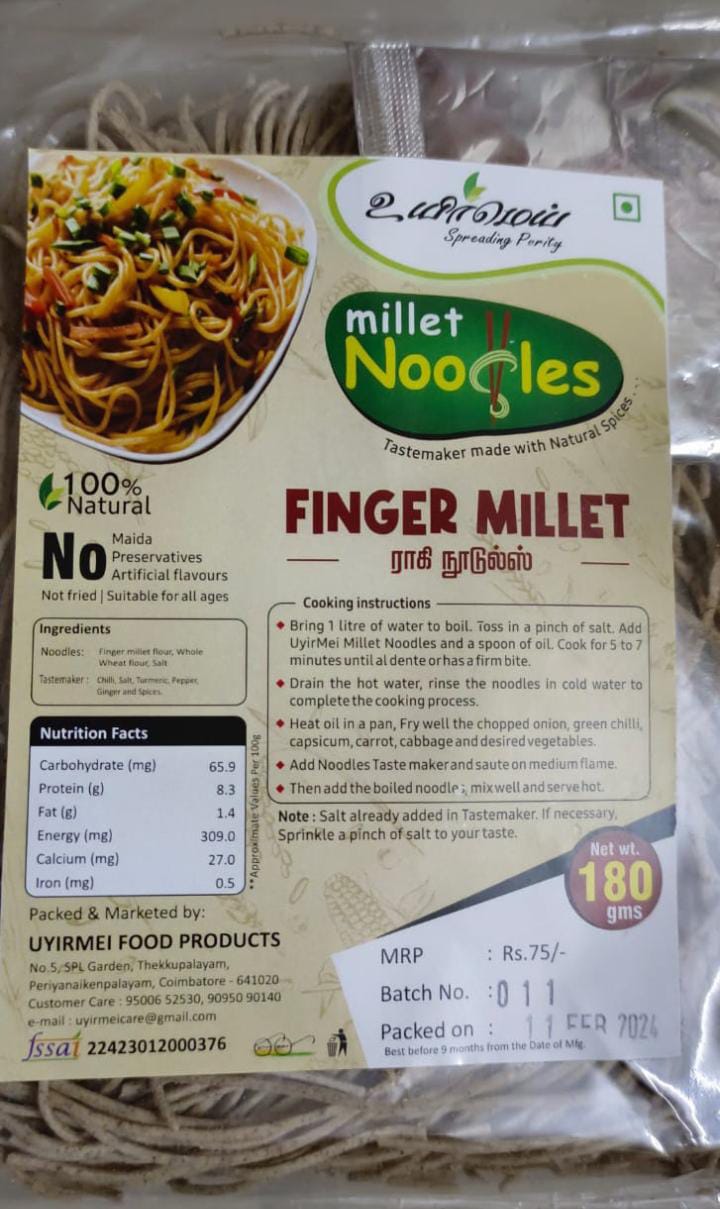 உயிர்மெய்
Spreading Purity
millet
Noodles
Tastemaker made with Natural Spices...
100%
Natural
No
Maida
Preservatives
Artificial flavours
Not fried | Suitable for all ages
FINGER MILLET
ராகி நூடுல்ஸ்
Ingredients
Noodles: Finger millet flour, Whole
Wheat flour, Salt
Tastemaker : Chilli, Salt, Turmeric, Pepper,
Ginger and Spices.
Cooking instructions
Bring 1 litre of water to boil. Toss in a pinch of salt. Add
UyirMei Millet Noodles and a spoon of oil. Cook for 5 to 7
minutes until al dente or has a firm bite.
Drain the hot water, rinse the noodles in cold water to
complete the cooking process.
Heat oil in a pan, Fry well the chopped onion, green chilli,
capsicum, carrot, cabbage and desired vegetables.
Add Noodles Taste maker and saute on medium flame.
Then add the boiled noodles, mix well and serve hot.
Note : Salt already added in Tastemaker. If necessary,
Sprinkle a pinch of salt to your taste.
Nutrition Facts
Carbohydrate (mg) 65.9
Protein (g) 8.3
Fat (g) 1.4
Energy (mg) 309.0
Calcium (mg) 27.0
Iron (mg) 0.5
**Approximate Values Per 100g
Packed & Marketed by:
UYIRMEI FOOD PRODUCTS
No.5, SPL Garden, Thekkupalayam,
Periyanaikenpalayam, Coimbatore - 641020
Customer Care : 95006 52530, 90950 90140
e-mail : uyirmeicare@gmail.com
fssai 22423012000376
Net wt.
180
gms
MRP : Rs.75/-
Batch No. : 011
Packed on : 11 FEB 2024
Best before 9 months from the Date of Mfg.